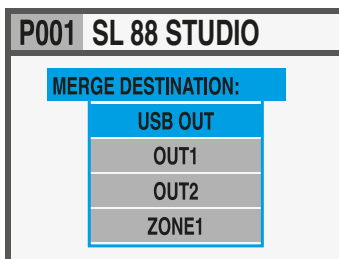 P001 SL 88 STUDIO
MERGE DESTINATION:
USB OUT
OUT1
OUT2
ZONE1